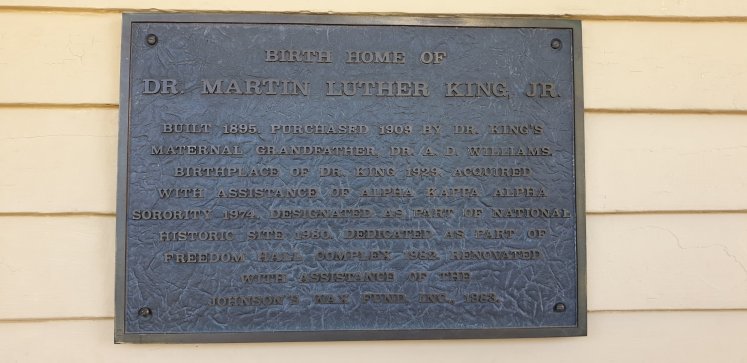 BIRTH HOME OF
DR. MARTIN LUTHER KING, JR.
BUILT 1895. PURCHASED 1909 BY DR. KING'S
MATERNAL GRANDFATHER, DR. A. D. WILLIAMS.
BIRTHPLACE OF DR. KING 1929. ACQUIRED
WITH ASSISTANCE OF ALPHA KAPPA ALPHA
SORORITY 1974. DESIGNATED AS PART OF NATIONAL
HISTORIC SITE 1980. DEDICATED AS PART OF
FREEDOM HALL COMPLEX 1982. RENOVATED
WITH ASSISTANCE OF THE
JOHNSON'S WAX FUND, INC., 1983.